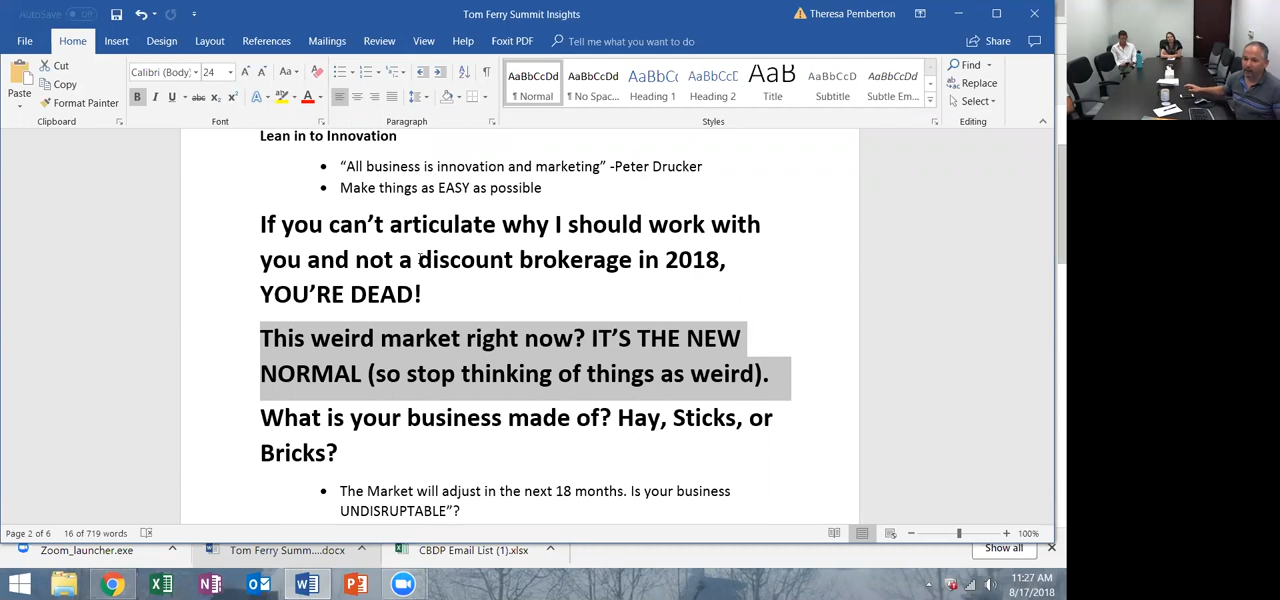 AutoSave Off
Tom Ferry Summit Insights
Theresa Pemberton
File Home Insert Design Layout References Mailings Review View Help Foxit PDF Tell me what you want to do Share
Paste Cut Copy Format Painter
Calibri (Body) 24
AaBbCcDd AaBbCcDd AaBbCc AaBbCcD AaB AaBbCcD AaBbCcDd
¶ Normal ¶ No Spac... Heading 1 Heading 2 Title Subtitle Subtle Em...
Find Replace Select
Clipboard Font Paragraph Styles Editing
Lean in to Innovation
• “All business is innovation and marketing” -Peter Drucker
• Make things as EASY as possible
If you can’t articulate why I should work with
you and not a discount brokerage in 2018,
YOU’RE DEAD!
This weird market right now? IT’S THE NEW
NORMAL (so stop thinking of things as weird).
What is your business made of? Hay, Sticks, or
Bricks?
• The Market will adjust in the next 18 months. Is your business
UNDISRUPTABLE”?
Page 2 of 6 16 of 719 words 100%
Zoom_launcher.exe Tom Ferry Summ....docx CBDP Email List (1).xlsx Show all
11:27 AM
8/17/2018